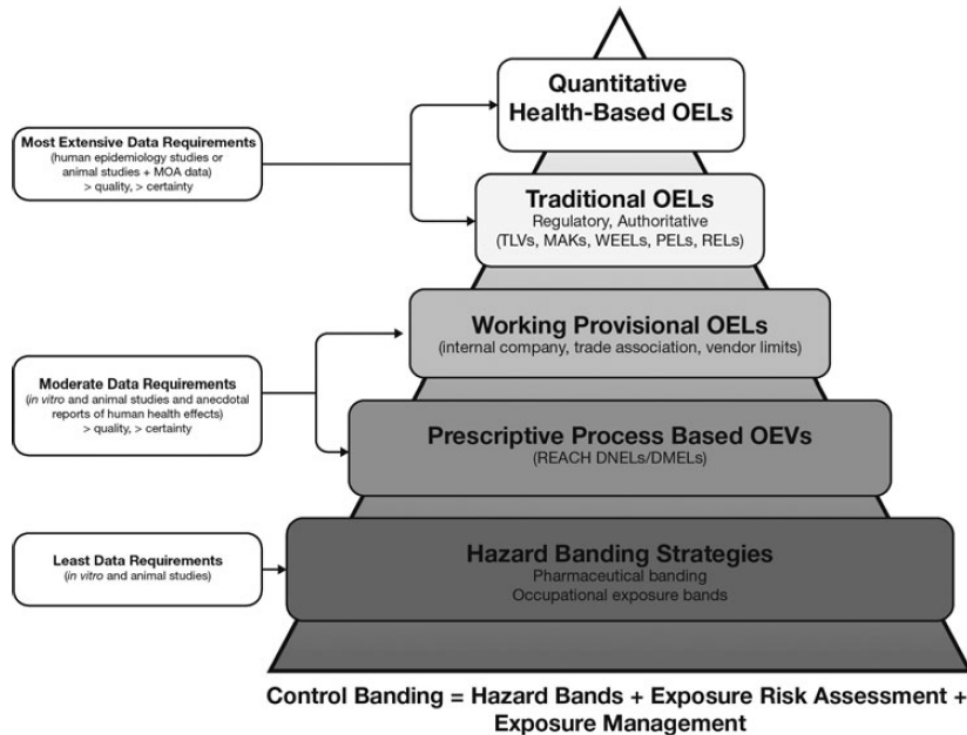 Quantitative
Health-Based OELs
Most Extensive Data Requirements
(human epidemiology studies or
animal studies + MOA data)
> quality, > certainty
Traditional OELs
Regulatory, Authoritative
(TLVs, MAKs, WEELs, PELs, RELs)
Working Provisional OELs
(internal company, trade association, vendor limits)
Moderate Data Requirements
(in vitro and animal studies and anecdotal
reports of human health effects)
> quality, > certainty
Prescriptive Process Based OEVs
(REACH DNELs/DMELs)
Least Data Requirements
(in vitro and animal studies)
Hazard Banding Strategies
Pharmaceutical banding
Occupational exposure bands
Control Banding = Hazard Bands + Exposure Risk Assessment +
Exposure Management